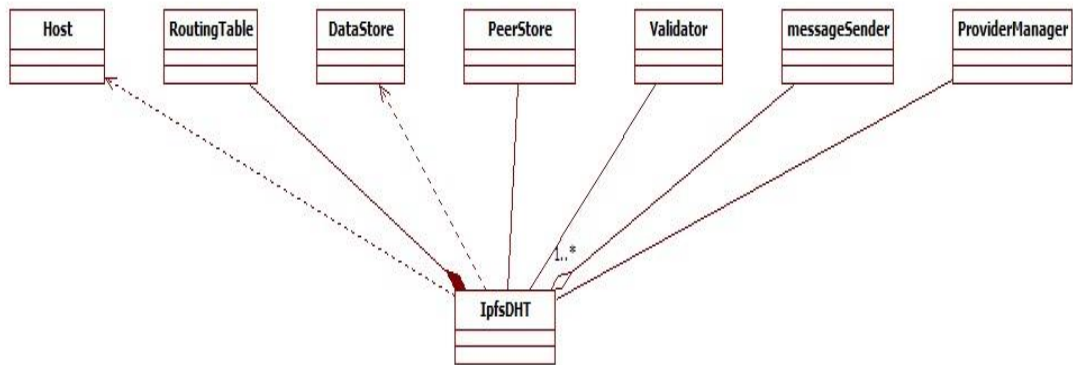 Host
RoutingTable
DataStore
PeerStore
Validator
messageSender
ProviderManager
1..*
IpfsDHT